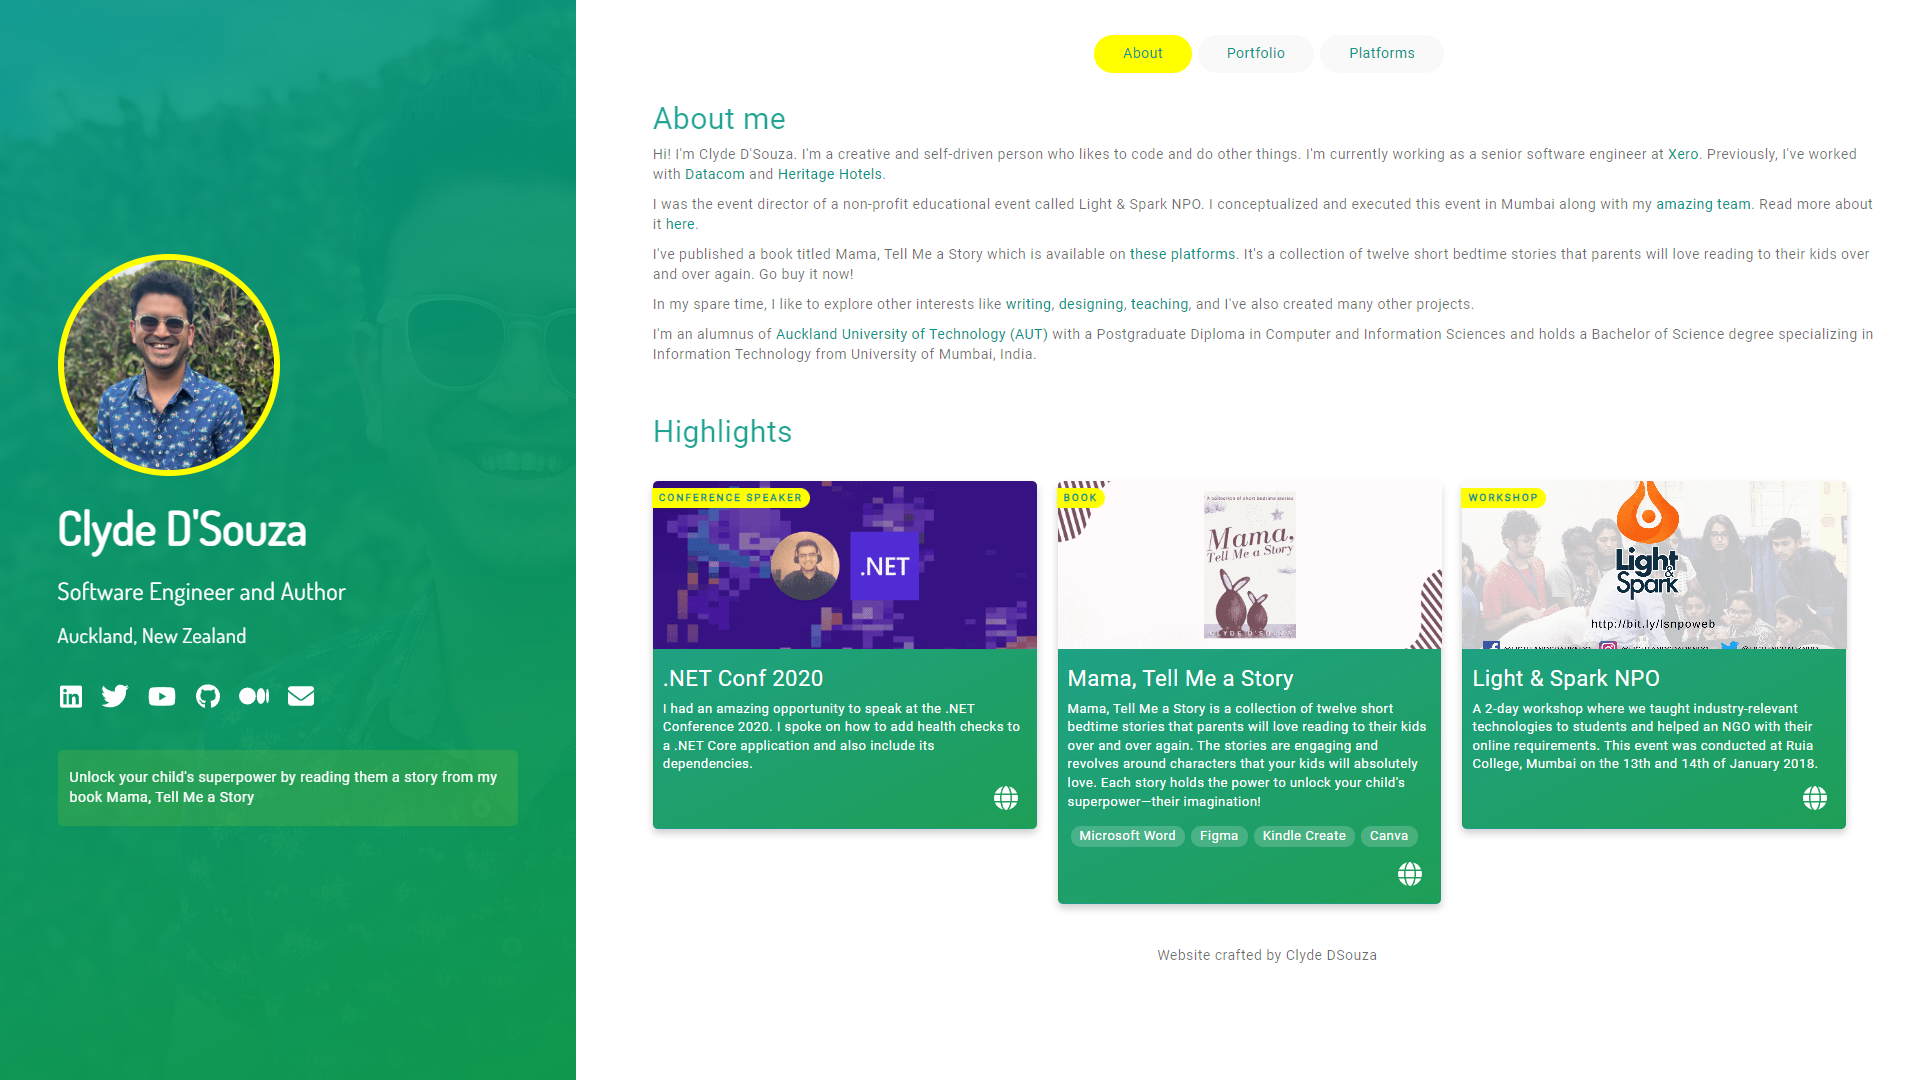 About
Portfolio
Platforms
About me
Hi! I'm Clyde D'Souza. I'm a creative and self-driven person who likes to code and do other things. I'm currently working as a senior software engineer at Xero. Previously, I've worked
with Datacom and Heritage Hotels.
I was the event director of a non-profit educational event called Light & Spark NPO. I conceptualized and executed this event in Mumbai along with my amazing team. Read more about
it here.
I've published a book titled Mama, Tell Me a Story which is available on these platforms. It's a collection of twelve short bedtime stories that parents will love reading to their kids over
and over again. Go buy it now!
In my spare time, I like to explore other interests like writing, designing, teaching, and I've also created many other projects.
I'm an alumnus of Auckland University of Technology (AUT) with a Postgraduate Diploma in Computer and Information Sciences and holds a Bachelor of Science degree specializing in
Information Technology from University of Mumbai, India.
Clyde D'Souza
Software Engineer and Author
Auckland, New Zealand
Unlock your child's superpower by reading them a story from my
book Mama, Tell Me a Story
Highlights
CONFERENCE SPEAKER
.NET
.NET Conf 2020
I had an amazing opportunity to speak at the .NET
Conference 2020. I spoke on how to add health checks to
a .NET Core application and also include its
dependencies.
BOOK
A collection of short bedtime stories
Mama,
Tell Me a Story
CLYDE D'SOUZA
Mama, Tell Me a Story
Mama, Tell Me a Story is a collection of twelve short
bedtime stories that parents will love reading to their kids
over and over again. The stories are engaging and
revolves around characters that your kids will absolutely
love. Each story holds the power to unlock your child's
superpower—their imagination!
Microsoft Word
Figma
Kindle Create
Canva
WORKSHOP
Light
&
Spark
http://bit.ly/lsnpoweb
Light & Spark NPO
A 2-day workshop where we taught industry-relevant
technologies to students and helped an NGO with their
online requirements. This event was conducted at Ruia
College, Mumbai on the 13th and 14th of January 2018.
Website crafted by Clyde DSouza